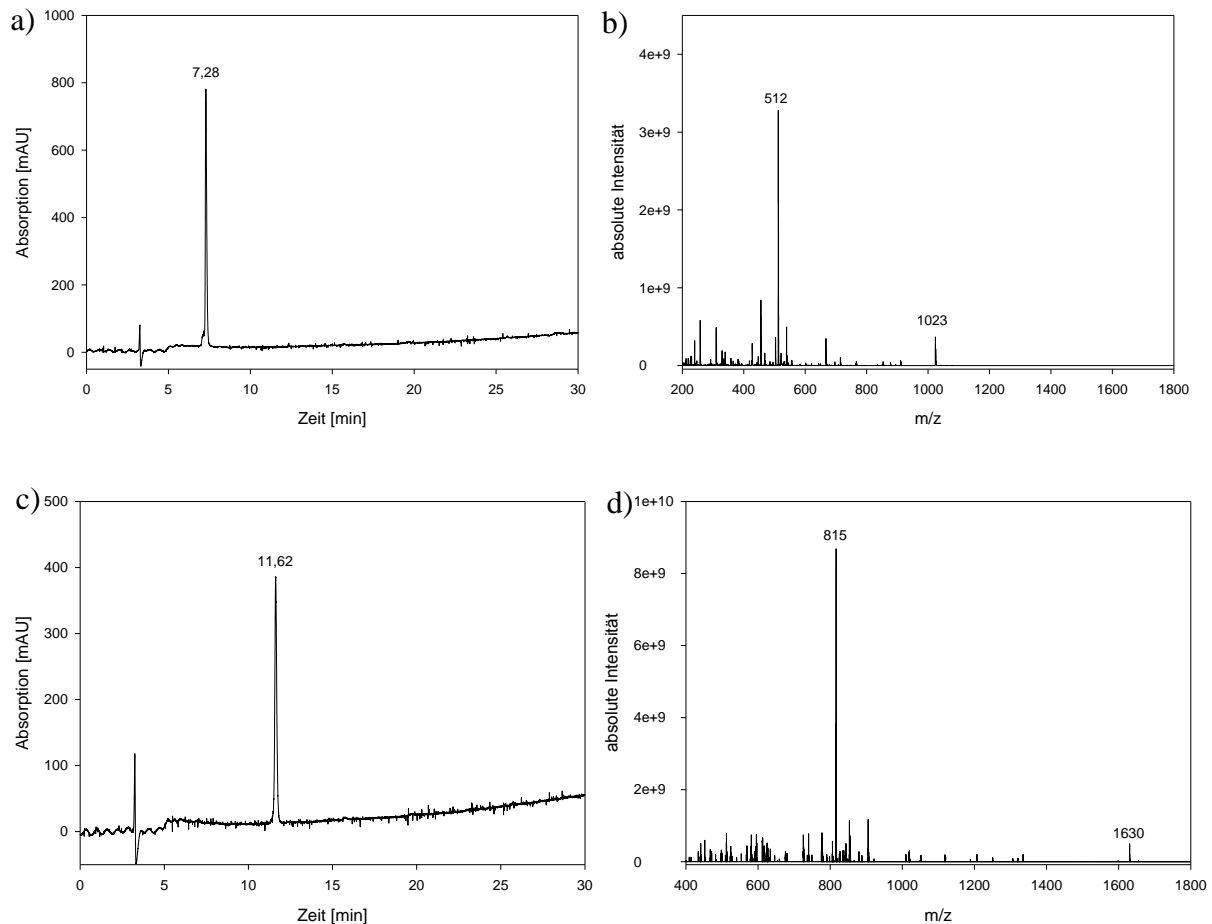 a)
1000
800
600
400
200
0
7,28
Absorption [mAU]
0 5 10 15 20 25 30
Zeit [min]
b)
4e+9
3e+9
2e+9
1e+9
0
512
1023
absolute Intensität
200 400 600 800 1000 1200 1400 1600 1800
m/z
c)
500
400
300
200
100
0
11,62
Absorption [mAU]
0 5 10 15 20 25 30
Zeit [min]
d)
1e+10
8e+9
6e+9
4e+9
2e+9
0
815
1630
absolute Intensität
400 600 800 1000 1200 1400 1600 1800
m/z